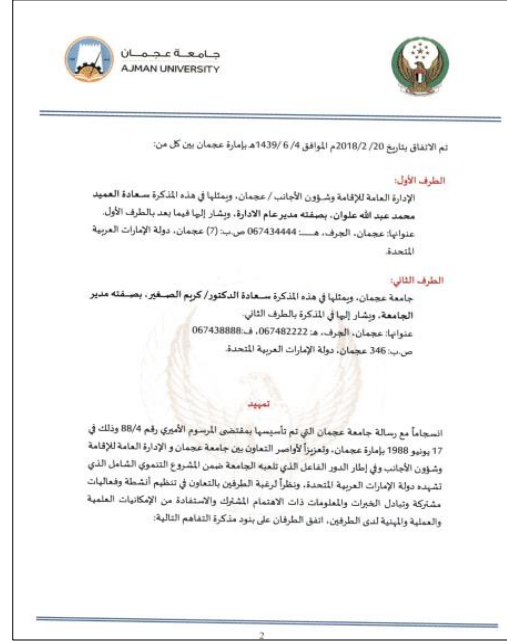 جامعة عجمان
AJMAN UNIVERSITY
تم الاتفاق بتاريخ 20/ 2/ 2018م الموافق 4/ 6/ 1439هـ بإمارة عجمان بين كل من:
الطرف الأول:
الإدارة العامة للإقامة وشؤون الأجانب / عجمان، ويمثلها في هذه المذكرة سعادة العميد
محمد عبد الله علوان، بصفته مدير عام الادارة، ويشار إليها فيما بعد بالطرف الأول.
عنوانها: عجمان، الجرف، هـ: 067434444 ص.ب: (7) عجمان، دولة الإمارات العربية
المتحدة.
الطرف الثاني:
جامعة عجمان، ويمثلها في هذه المذكرة سعادة الدكتور/ كريم الصغير، بصفته مدير
الجامعة، ويشار إليها في المذكرة بالطرف الثاني.
عنوانها: عجمان، الجرف، هـ: 067482222، ف:067438888
ص.ب: 346 عجمان، دولة الإمارات العربية المتحدة.
تمهيد
انسجاماً مع رسالة جامعة عجمان التي تم تأسيسها بمقتضى المرسوم الأميري رقم 88/4 وذلك في
17 يونيو 1988 بإمارة عجمان، وتعزيزاً لأواصر التعاون بين جامعة عجمان و الإدارة العامة للإقامة
وشؤون الأجانب وفي إطار الدور الفاعل الذي تلعبه الجامعة ضمن المشروع التنموي الشامل الذي
تشهده دولة الإمارات العربية المتحدة، ونظراً لرغبة الطرفين بالتعاون في تنظيم أنشطة وفعاليات
مشتركة وتبادل الخبرات والمعلومات ذات الاهتمام المشترك والاستفادة من الإمكانيات العلمية
والعملية والمهنية لدى الطرفين، اتفق الطرفان على بنود مذكرة التفاهم التالية:
2